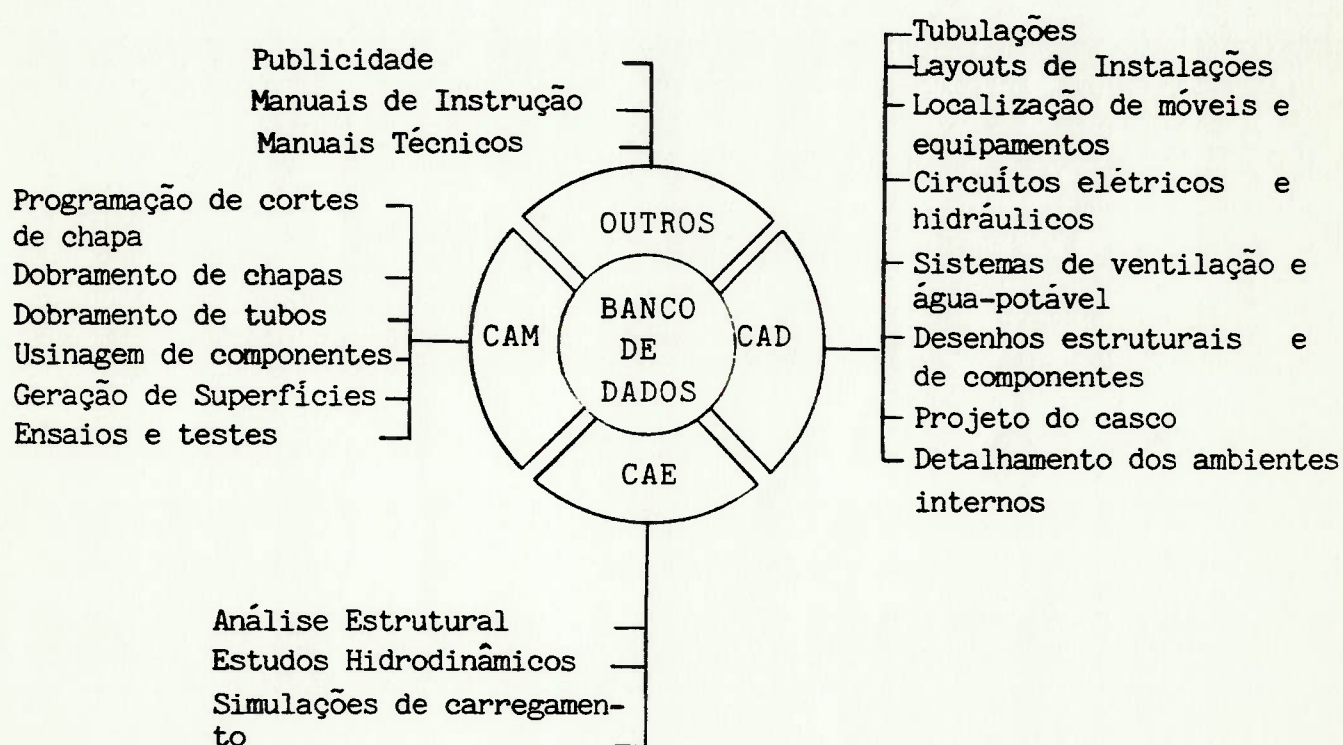 Publicidade
Manuais de Instrução
Manuais Técnicos
Programação de cortes
de chapa
Dobramento de chapas
Dobramento de tubos
Usinagem de componentes
Geração de Superfícies
Ensaios e testes
OUTROS
CAM
BANCO
DE
DADOS
CAD
CAE
Tubulações
Layouts de Instalações
Localização de móveis e
equipamentos
Circuítos elétricos e
hidráulicos
Sistemas de ventilação e
água-potável
Desenhos estruturais e
de componentes
Projeto do casco
Detalhamento dos ambientes
internos
Análise Estrutural
Estudos Hidrodinâmicos
Simulações de carregamen-
to